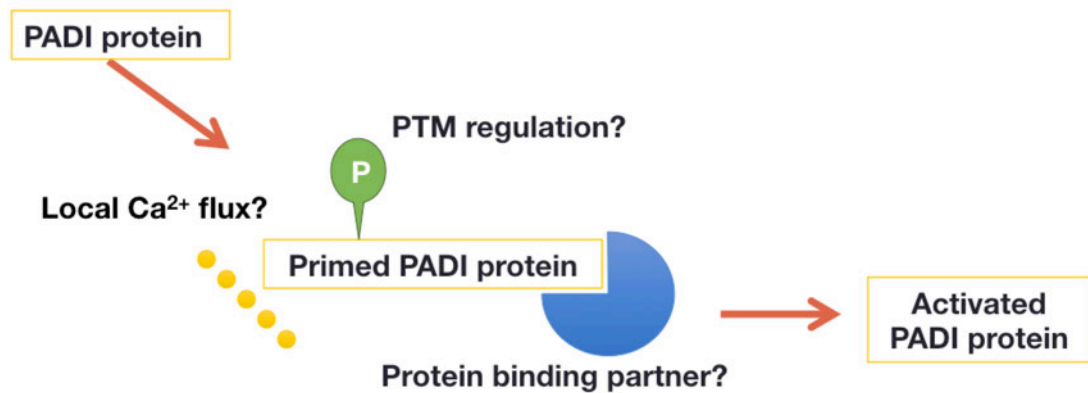 PADI protein
PTM regulation?
P
Local Ca²⁺ flux?
Primed PADI protein
Activated
PADI protein
Protein binding partner?